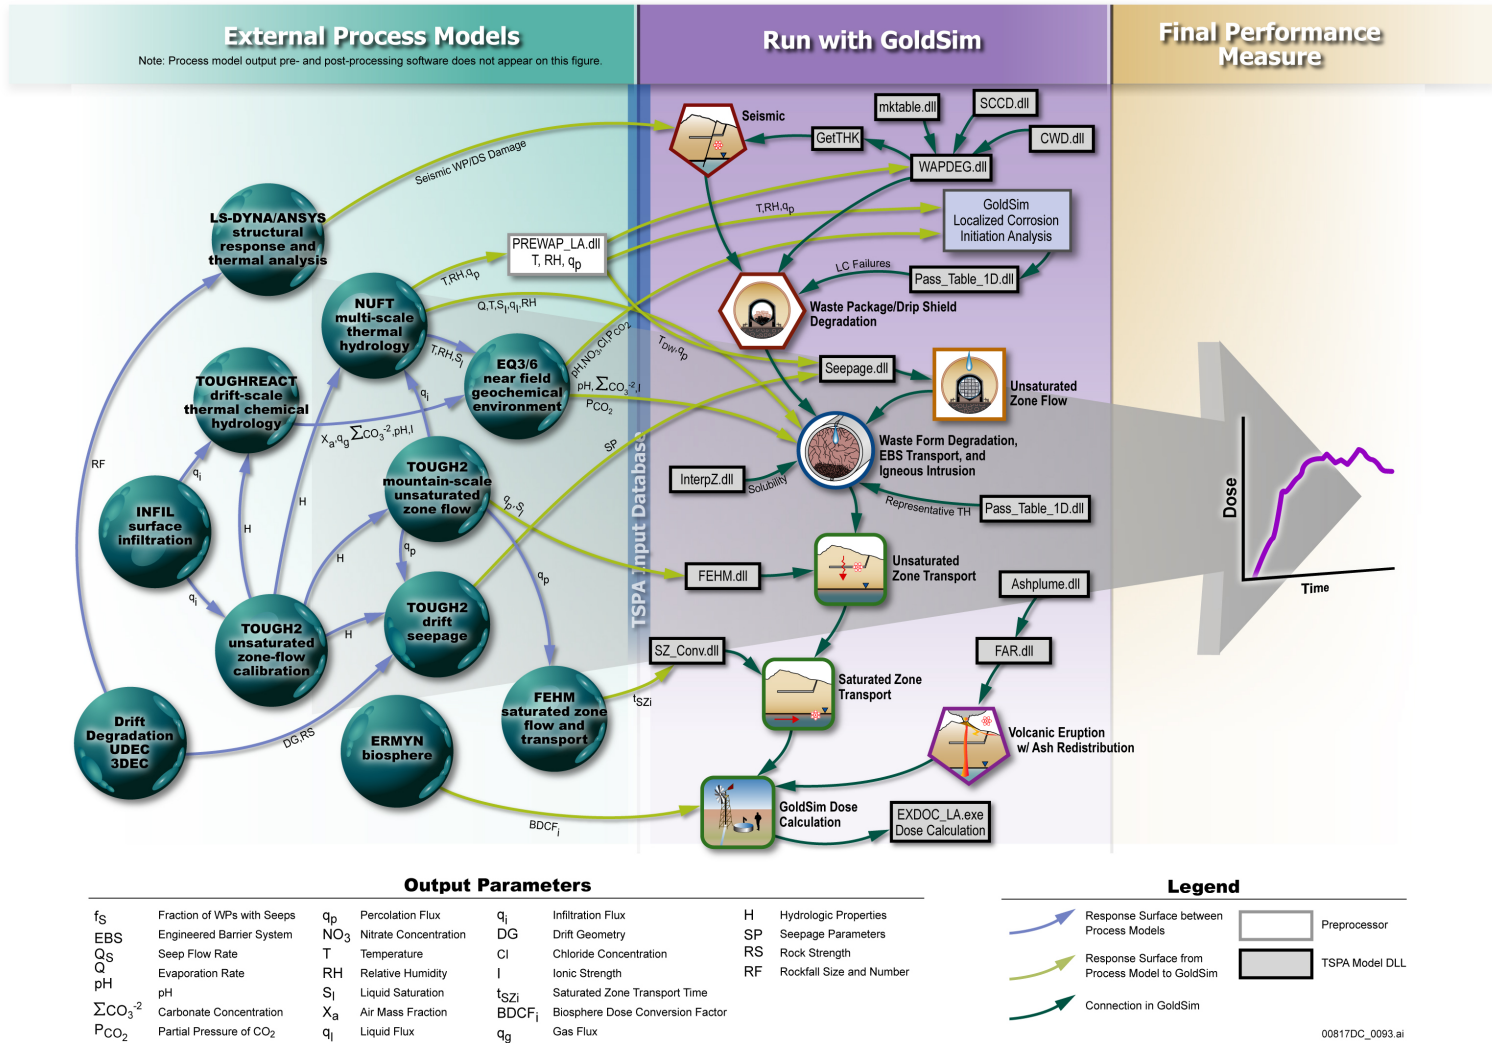 External Process Models
Note: Process model output pre- and post-processing software does not appear on this figure.
Run with GoldSim
Final Performance
Measure
Seismic WP/DS Damage
LS-DYNA/ANSYS
structural
response and
thermal analysis
T,RH,qp
PREWAP_LA.dll
T, RH, qp
NUFT
multi-scale
thermal
hydrology
Q,T,Sl,ql,RH
T,RH,Sl
EQ3/6
near field
geochemical
environment
pH,NO3,Cl,PCO2
pH,∑CO3-2,I
PCO2
TOUGHREACT
drift-scale
thermal chemical
hydrology
qi
Xa,qg∑CO3-2,pH,I
SP
RF
qi
H
H
TOUGH2
mountain-scale
unsaturated
zone flow
qp,Sl
INFIL
surface
infiltration
qi
H
qp
qp
TOUGH2
unsaturated
zone-flow
calibration
H
TOUGH2
drift
seepage
Drift
Degradation
UDEC
3DEC
DG,RS
ERMYN
biosphere
FEHM
saturated zone
flow and
transport
tSZi
BDCFi
TSPA Input Database
Seismic
mktable.dll
SCCD.dll
GetTHK
CWD.dll
WAPDEG.dll
T,RH,qp
GoldSim
Localized Corrosion
Initiation Analysis
LC Failures
Pass_Table_1D.dll
Waste Package/Drip Shield
Degradation
TDW,qp
Seepage.dll
Unsaturated
Zone Flow
Waste Form Degradation,
EBS Transport, and
Igneous Intrusion
InterpZ.dll
Solubility
Representative TH
Pass_Table_1D.dll
FEHM.dll
Unsaturated
Zone Transport
Ashplume.dll
SZ_Conv.dll
FAR.dll
Saturated Zone
Transport
Volcanic Eruption
w/ Ash Redistribution
GoldSim Dose
Calculation
EXDOC_LA.exe
Dose Calculation
Dose
Time
Output Parameters
fS Fraction of WPs with Seeps
EBS Engineered Barrier System
QS Seep Flow Rate
Q Evaporation Rate
pH pH
∑CO3-2 Carbonate Concentration
PCO2 Partial Pressure of CO2
qp Percolation Flux
NO3 Nitrate Concentration
T Temperature
RH Relative Humidity
Sl Liquid Saturation
Xa Air Mass Fraction
ql Liquid Flux
qi Infiltration Flux
DG Drift Geometry
Cl Chloride Concentration
I Ionic Strength
tSZi Saturated Zone Transport Time
BDCFi Biosphere Dose Conversion Factor
qg Gas Flux
H Hydrologic Properties
SP Seepage Parameters
RS Rock Strength
RF Rockfall Size and Number
Legend
Response Surface between
Process Models
Response Surface from
Process Model to GoldSim
Connection in GoldSim
Preprocessor
TSPA Model DLL
00817DC_0093.ai